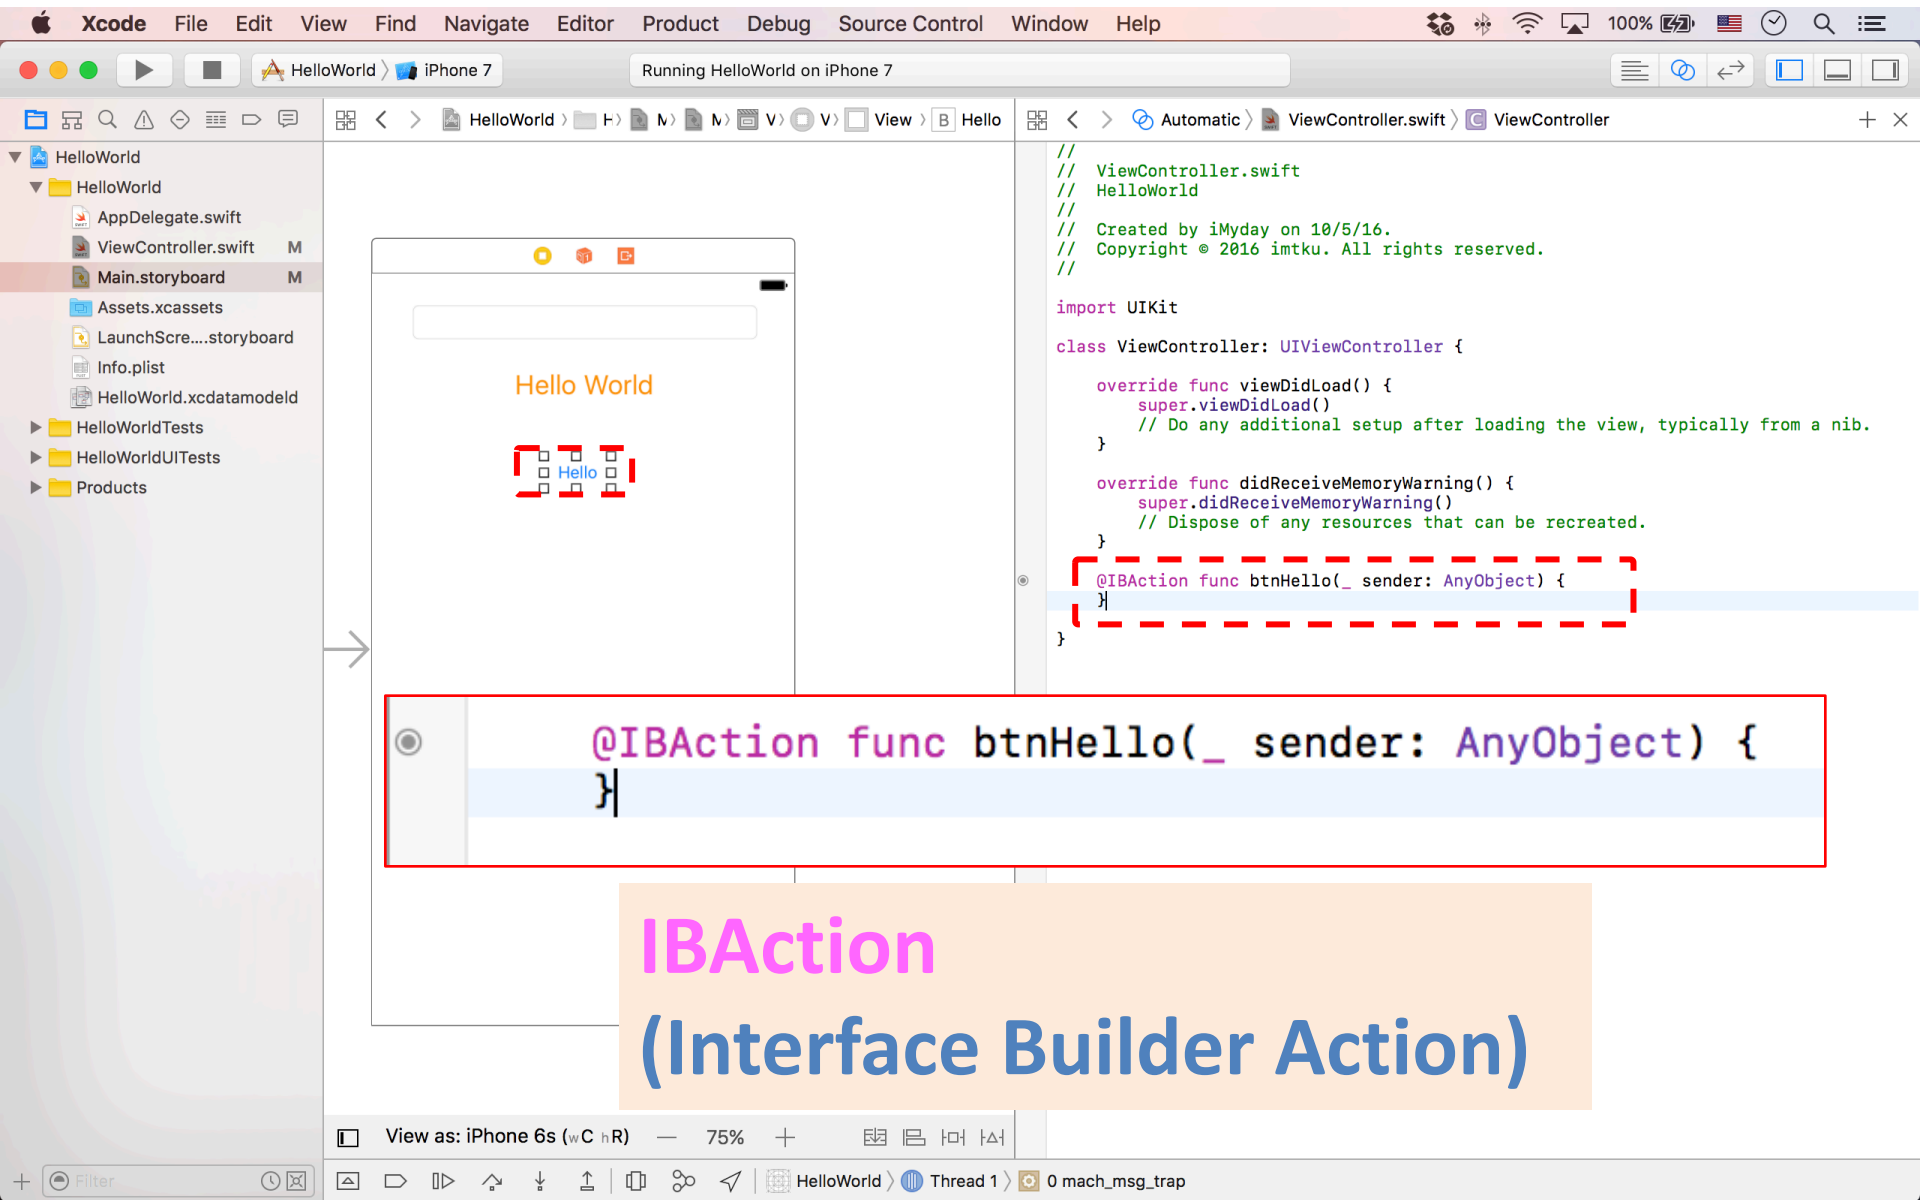 Xcode File Edit View Find Navigate Editor Product Debug Source Control Window Help 100%
HelloWorld iPhone 7 Running HelloWorld on iPhone 7
HelloWorld H M M V V View B Hello
Automatic ViewController.swift C ViewController
HelloWorld
HelloWorld
AppDelegate.swift
ViewController.swift M
Main.storyboard M
Assets.xcassets
LaunchScre....storyboard
Info.plist
HelloWorld.xcdatamodeld
HelloWorldTests
HelloWorldUITests
Products
Hello World
Hello
//
// ViewController.swift
// HelloWorld
//
// Created by iMyday on 10/5/16.
// Copyright © 2016 imtku. All rights reserved.
//
import UIKit
class ViewController: UIViewController {
override func viewDidLoad() {
super.viewDidLoad()
// Do any additional setup after loading the view, typically from a nib.
}
override func didReceiveMemoryWarning() {
super.didReceiveMemoryWarning()
// Dispose of any resources that can be recreated.
}
@IBAction func btnHello(_ sender: AnyObject) {
}
}
@IBAction func btnHello(_ sender: AnyObject) {
}
IBAction
(Interface Builder Action)
View as: iPhone 6s (wC hR) — 75% +
Filter
HelloWorld Thread 1 0 mach_msg_trap